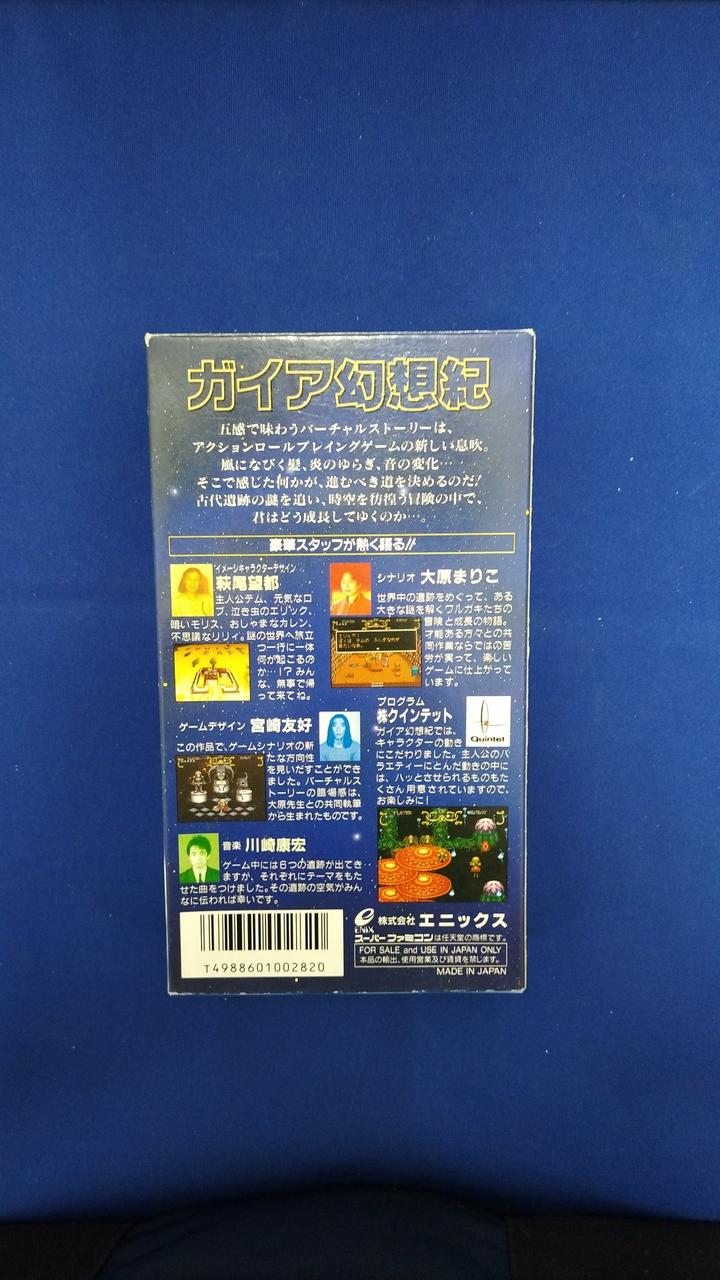 ガイア幻想紀
五感で味わうバーチャルストーリーは、
アクションロールプレイングゲームの新しい息吹。
風になびく髪、炎のゆらぎ、音の変化…
そこで感じた何かが、進むべき道を決めるのだ!
古代遺跡の謎を追い、時空を彷徨う冒険の中で、
君はどう成長してゆくのか…。
豪華スタッフが熱く語る!!
イメージキャラクターデザイン
萩尾望都
主人公テム、元気なロ
ブ、泣き虫のエリック、
暗いモリス、おしゃまなカレン、
不思議なリリィ。謎の世界へ旅立
つ一行に一体
何が起こるの
か…!?みん
な、無事で帰
って来てね。
シナリオ 大原まりこ
世界中の遺跡をめぐって、ある
大きな謎を解くワルガキたちの
冒険と成長の物語。
才能ある方々との共
同作業ならではの苦
労が実って、楽しい
ゲームに仕上がって
います。
ゲームデザイン 宮崎友好
この作品で、ゲームシナリオの新
たな方向性
を見いだすことができ
ました。バーチャルス
トーリーの臨場感は、
大原先生との共同執筆
から生まれたものです。
プログラム
株クインテット
Quintet
ガイア幻想紀では、
キャラクターの動き
にこだわりました。主人公のバ
ラエティーにとんだ動きの中に
は、ハッとさせられるものもた
くさん用意されていますので、
お楽しみに!
音楽 川崎康宏
ゲーム中には6つの遺跡が出てき
ますが、それぞれにテーマをもた
せた曲をつけました。その遺跡の空気がみん
なに伝われば幸いです。
T4988601002820
ENIX
株式会社 エニックス
スーパーファミコンは任天堂の商標です。
FOR SALE and USE IN JAPAN ONLY
本品の輸出、使用営業及び賃貸を禁じます。
MADE IN JAPAN